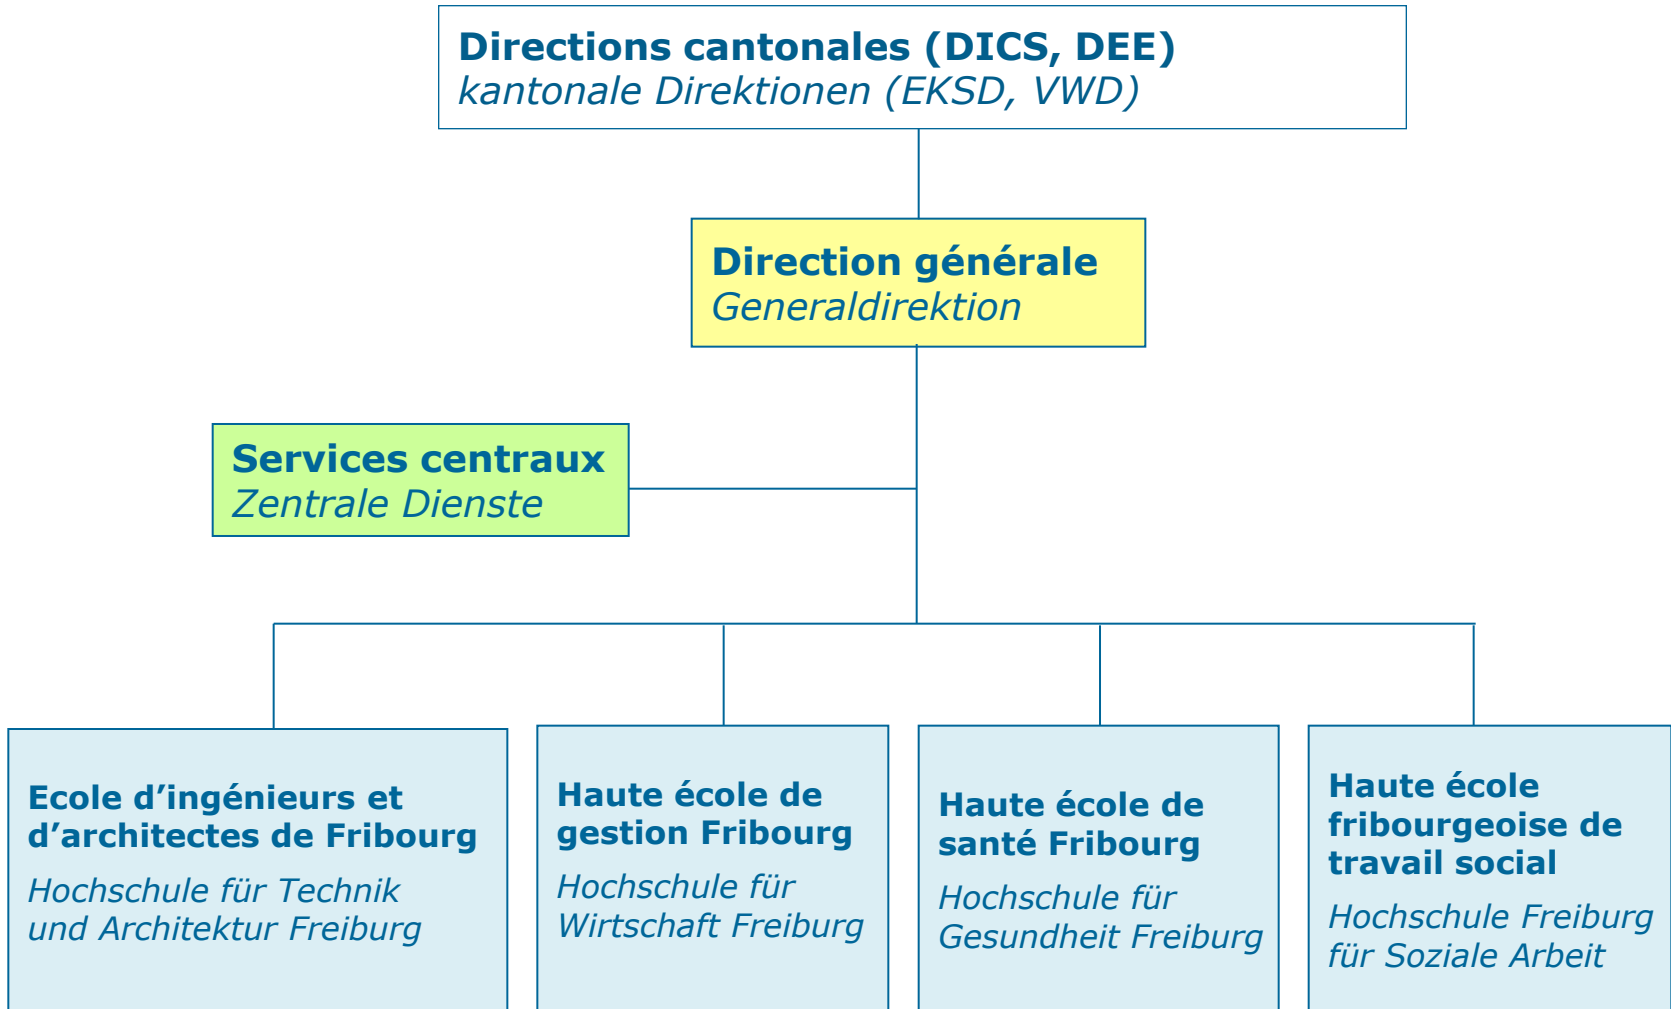 Directions cantonales (DICS, DEE)
kantonale Direktionen (EKSD, VWD)
Direction générale
Generaldirektion
Services centraux
Zentrale Dienste
Ecole d’ingénieurs et
d’architectes de Fribourg
Hochschule für Technik
und Architektur Freiburg
Haute école de
gestion Fribourg
Hochschule für
Wirtschaft Freiburg
Haute école de
santé Fribourg
Hochschule für
Gesundheit Freiburg
Haute école
fribourgeoise de
travail social
Hochschule Freiburg
für Soziale Arbeit